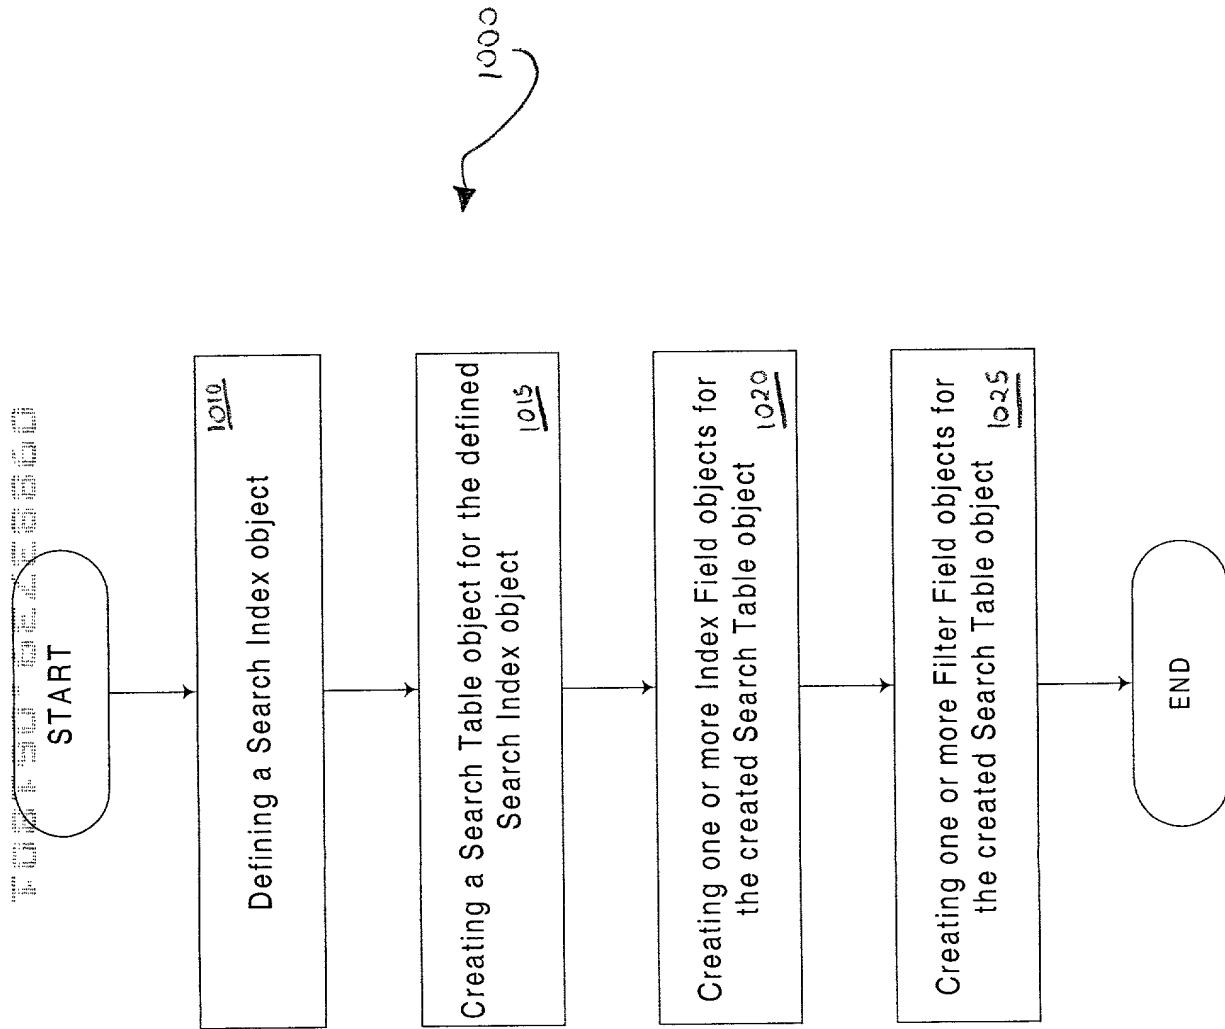 START
1010
Defining a Search Index object
Creating a Search Table object for the defined
Search Index object
1015
Creating one or more Index Field objects for
the created Search Table object
1020
Creating one or more Filter Field objects for
the created Search Table object
1025
END
1000